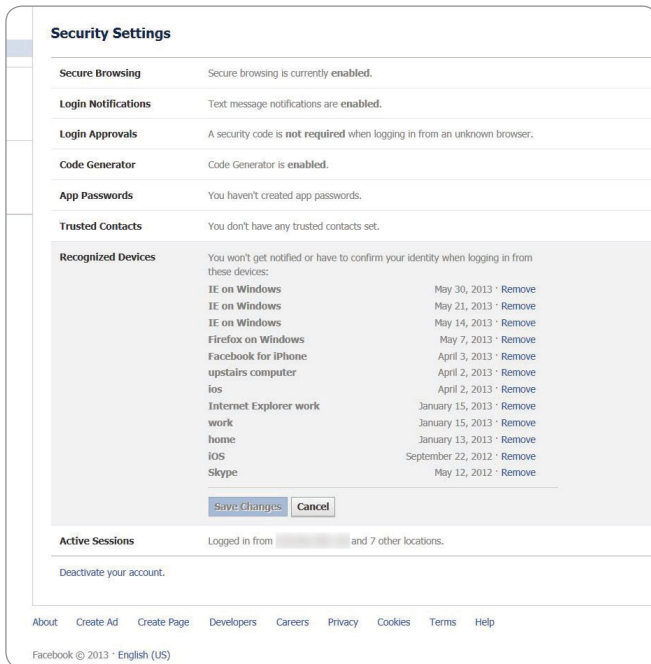 Security Settings
Secure Browsing Secure browsing is currently enabled.
Login Notifications Text message notifications are enabled.
Login Approvals A security code is not required when logging in from an unknown browser.
Code Generator Code Generator is enabled.
App Passwords You haven't created app passwords.
Trusted Contacts You don't have any trusted contacts set.
Recognized Devices You won't get notified or have to confirm your identity when logging in from
these devices:
IE on Windows May 30, 2013 · Remove
IE on Windows May 21, 2013 · Remove
IE on Windows May 14, 2013 · Remove
Firefox on Windows May 7, 2013 · Remove
Facebook for iPhone April 3, 2013 · Remove
upstairs computer April 2, 2013 · Remove
ios April 2, 2013 · Remove
Internet Explorer work January 15, 2013 · Remove
work January 15, 2013 · Remove
home January 13, 2013 · Remove
iOS September 22, 2012 · Remove
Skype May 12, 2012 · Remove
Save Changes Cancel
Active Sessions Logged in from and 7 other locations.
Deactivate your account.
About Create Ad Create Page Developers Careers Privacy Cookies Terms Help
Facebook © 2013 · English (US)